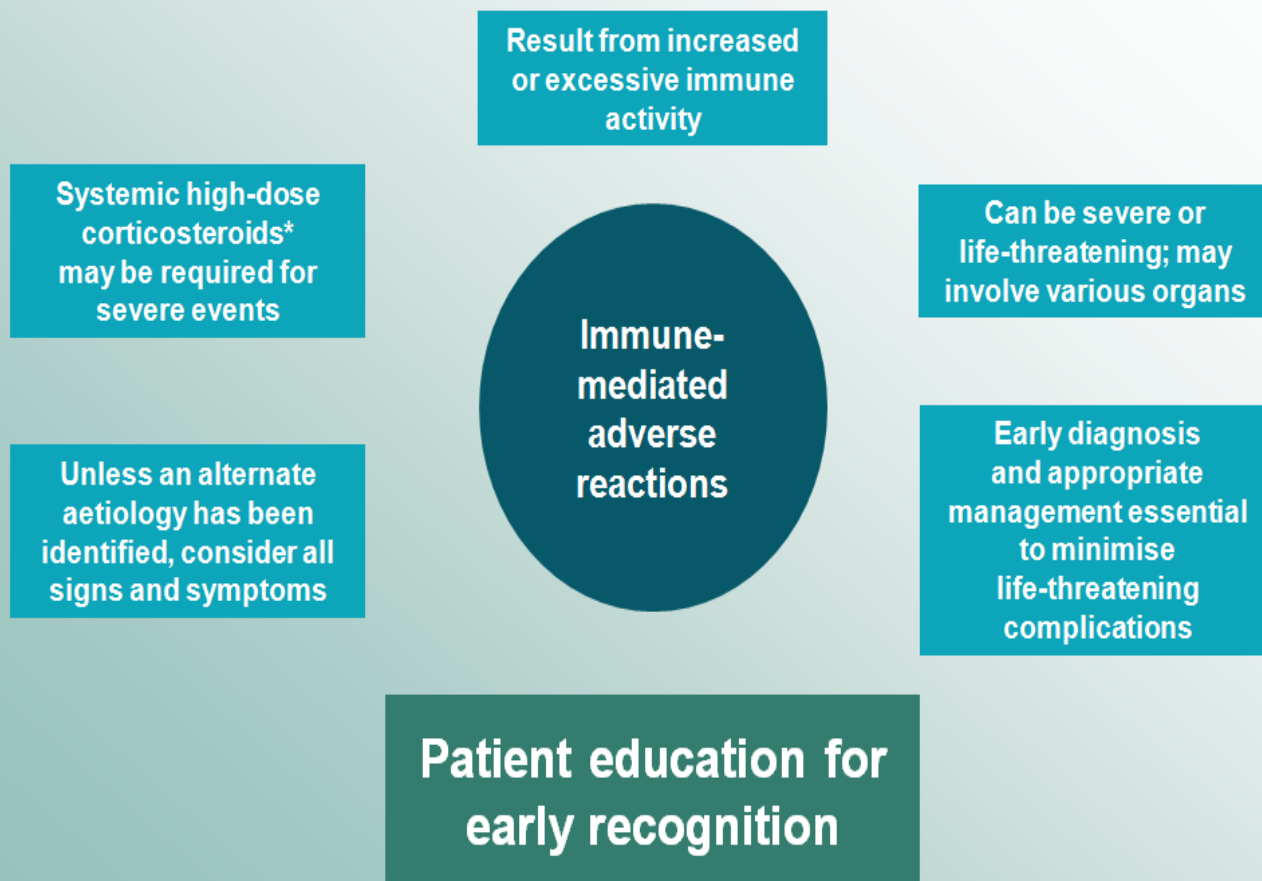 Result from increased
or excessive immune
activity
Systemic high-dose
corticosteroids*
may be required for
severe events
Can be severe or
life-threatening; may
involve various organs
Immune-
mediated
adverse
reactions
Unless an alternate
aetiology has been
identified, consider all
signs and symptoms
Early diagnosis
and appropriate
management essential
to minimise
life-threatening
complications
Patient education for
early recognition